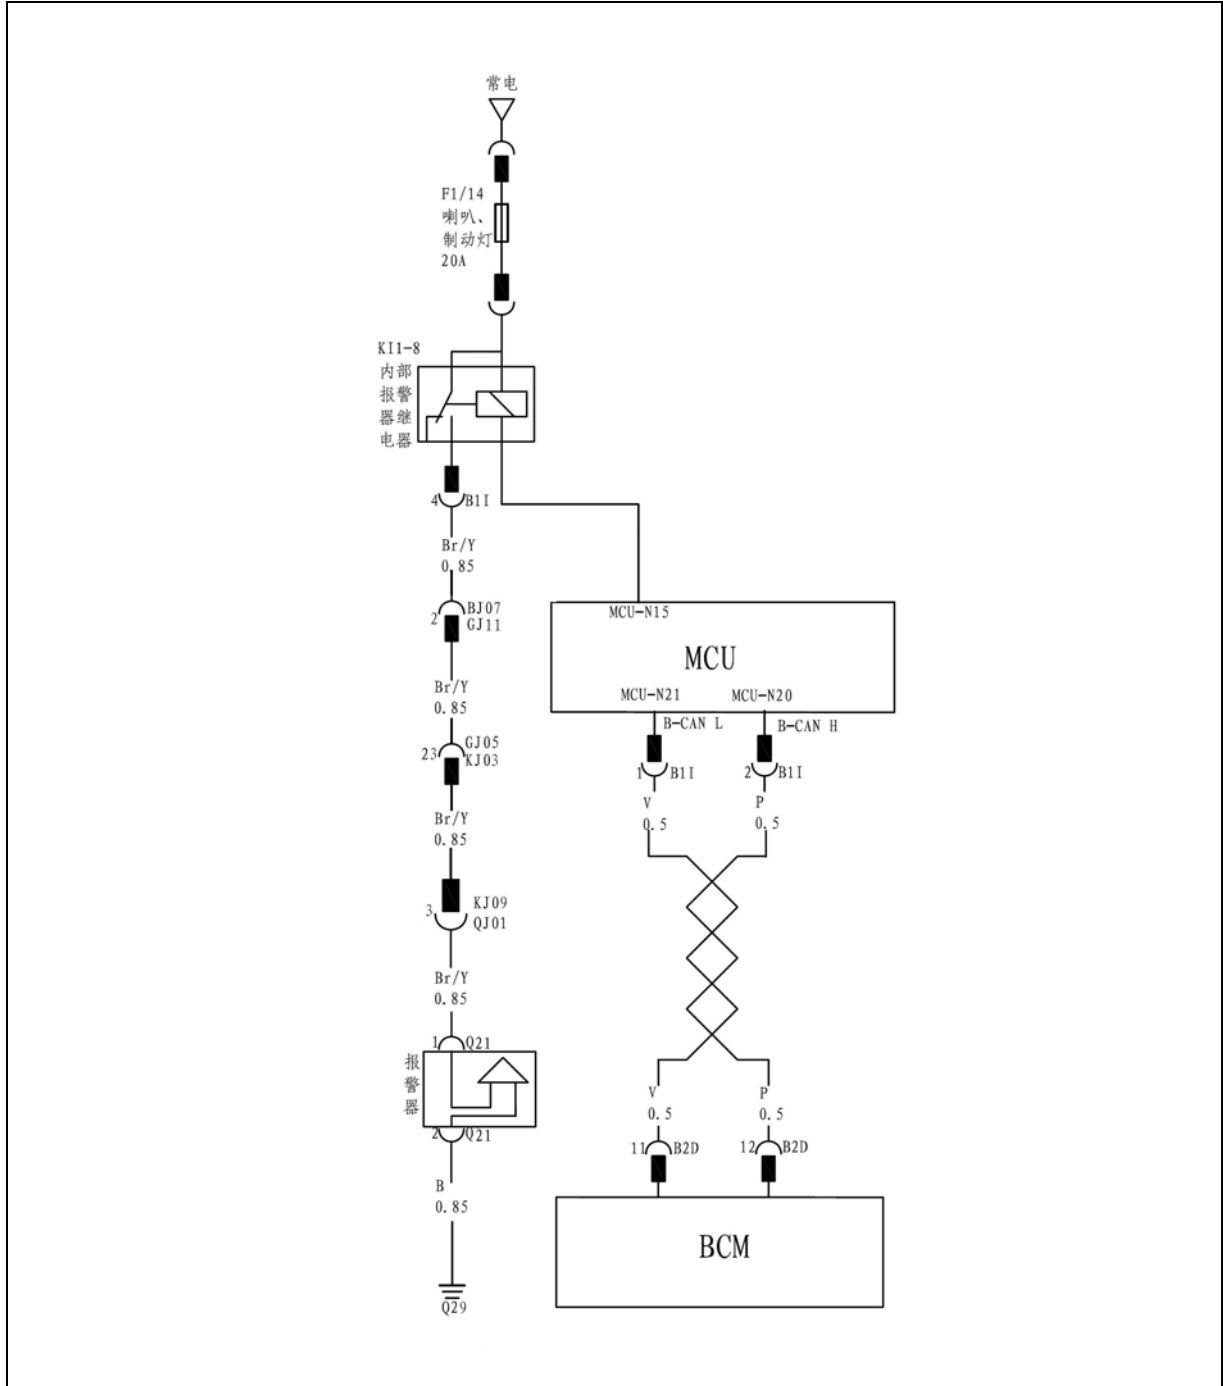 常电
F1/14
喇叭、
制动灯
20A
KI1-8
内部
报警
器继
电器
4 B1I
Br/Y
0.85
2 BJ07
GJ11
MCU-N15
MCU
MCU-N21 MCU-N20
Br/Y
0.85
B-CAN L B-CAN H
23 GJ05
KJ03
1 B1I 2 B1I
V P
0.5 0.5
Br/Y
0.85
3 KJ09
QJ01
Br/Y
0.85
1 Q21
报
警
器
2 Q21
V P
0.5 0.5
11 B2D 12 B2D
B
0.85
BCM
Q29